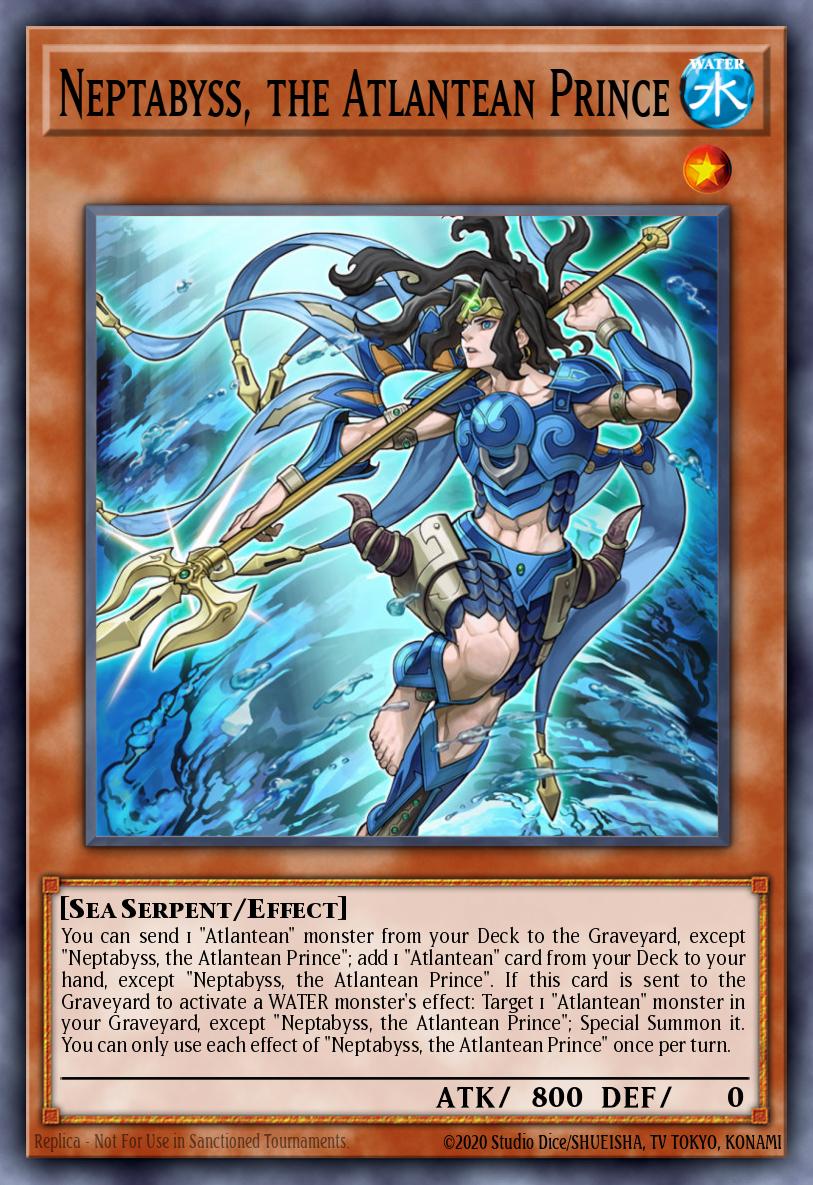 Neptabyss, the Atlantean Prince
WATER
水
[Sea Serpent/Effect]
You can send 1 "Atlantean" monster from your Deck to the Graveyard, except
"Neptabyss, the Atlantean Prince"; add 1 "Atlantean" card from your Deck to your
hand, except "Neptabyss, the Atlantean Prince". If this card is sent to the
Graveyard to activate a WATER monster's effect: Target 1 "Atlantean" monster in
your Graveyard, except "Neptabyss, the Atlantean Prince"; Special Summon it.
You can only use each effect of "Neptabyss, the Atlantean Prince" once per turn.
ATK/ 800 DEF/ 0
Replica - Not For Use in Sanctioned Tournaments.
©2020 Studio Dice/SHUEISHA, TV TOKYO, KONAMI